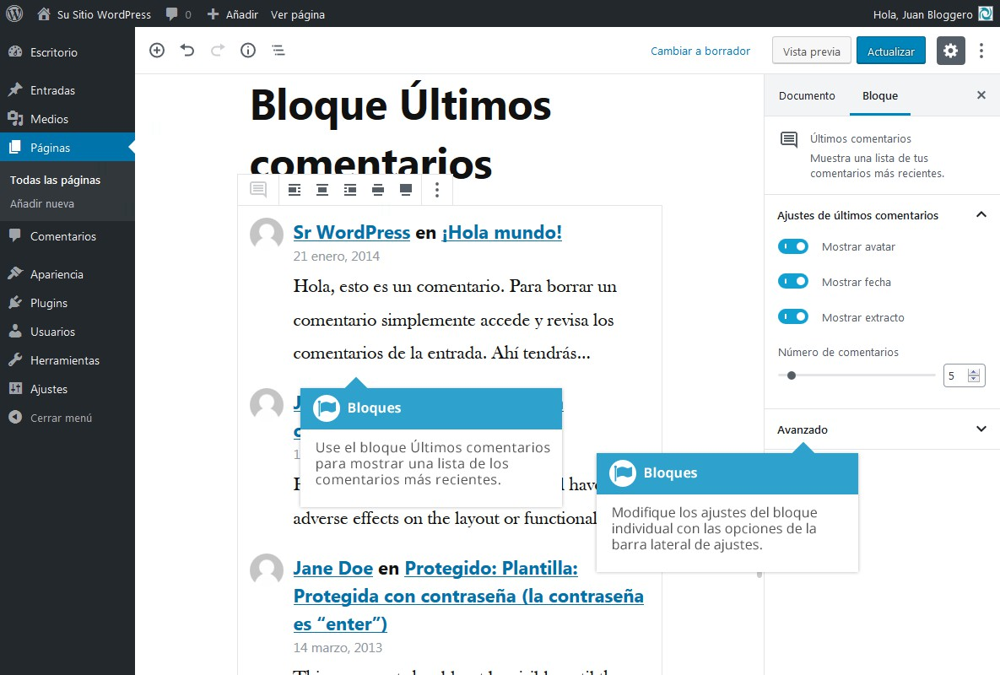 Su Sitio WordPress
0
Añadir
Ver página
Hola, Juan Bloggero
Escritorio
Entradas
Medios
Páginas
Todas las páginas
Añadir nueva
Comentarios
Apariencia
Plugins
Usuarios
Herramientas
Ajustes
Cerrar menú
Cambiar a borrador
Vista previa
Actualizar
Bloque Últimos
comentarios
Sr WordPress en ¡Hola mundo!
21 enero, 2014
Hola, esto es un comentario. Para borrar un
comentario simplemente accede y revisa los
comentarios de la entrada. Ahí tendrás…
Bloques
Use el bloque Últimos comentarios
para mostrar una lista de los
comentarios más recientes.
have
adverse effects on the layout or functional
Jane Doe en Protegido: Plantilla:
Protegida con contraseña (la contraseña
es “enter”)
14 marzo, 2013
Documento
Bloque
Últimos comentarios
Muestra una lista de tus
comentarios más recientes.
Ajustes de últimos comentarios
Mostrar avatar
Mostrar fecha
Mostrar extracto
Número de comentarios
5
Avanzado
Bloques
Modifique los ajustes del bloque
individual con las opciones de la
barra lateral de ajustes.